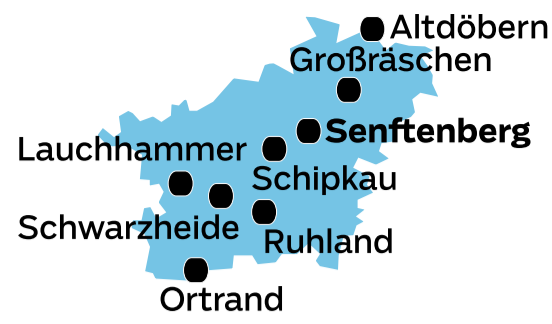 Altdöbern
Großräschen
Senftenberg
Lauchhammer
Schipkau
Schwarzheide
Ruhland
Ortrand